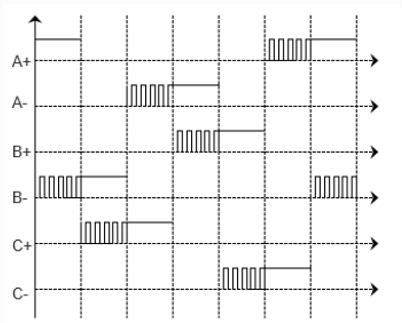 A+
A-
B+
B-
C+
C-